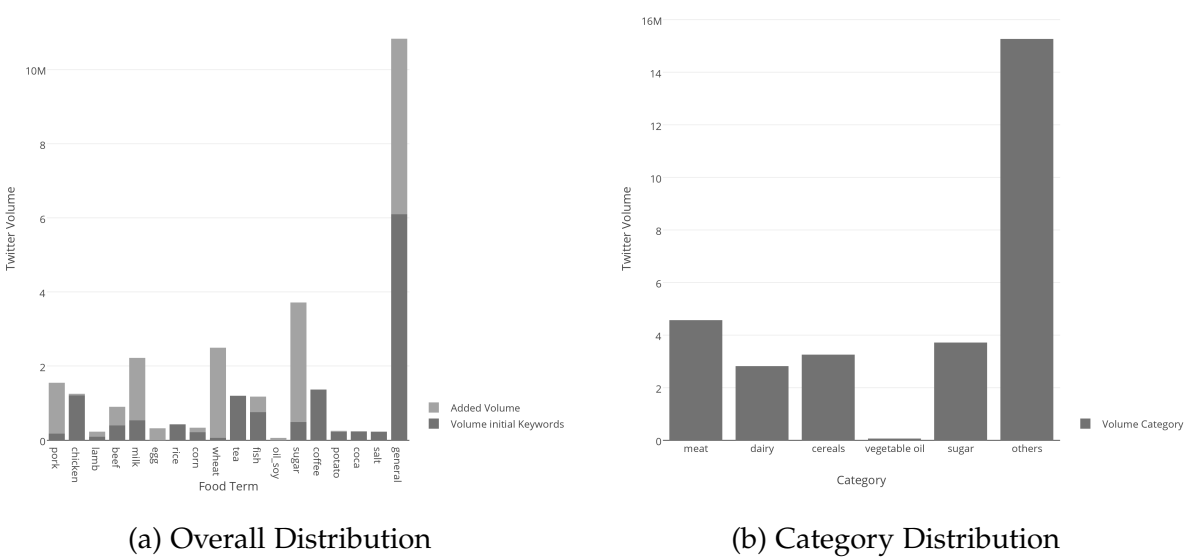 10M
8
6
4
2
0
Twitter Volume
pork
chicken
lamb
beef
milk
egg
rice
corn
wheat
tea
fish
oil_soy
sugar
coffee
potato
coca
salt
general
Food Term
Added Volume
Volume initial Keywords
(a) Overall Distribution
16M
14
12
10
8
6
4
2
0
Twitter Volume
meat
dairy
cereals
vegetable oil
sugar
others
Category
Volume Category
(b) Category Distribution